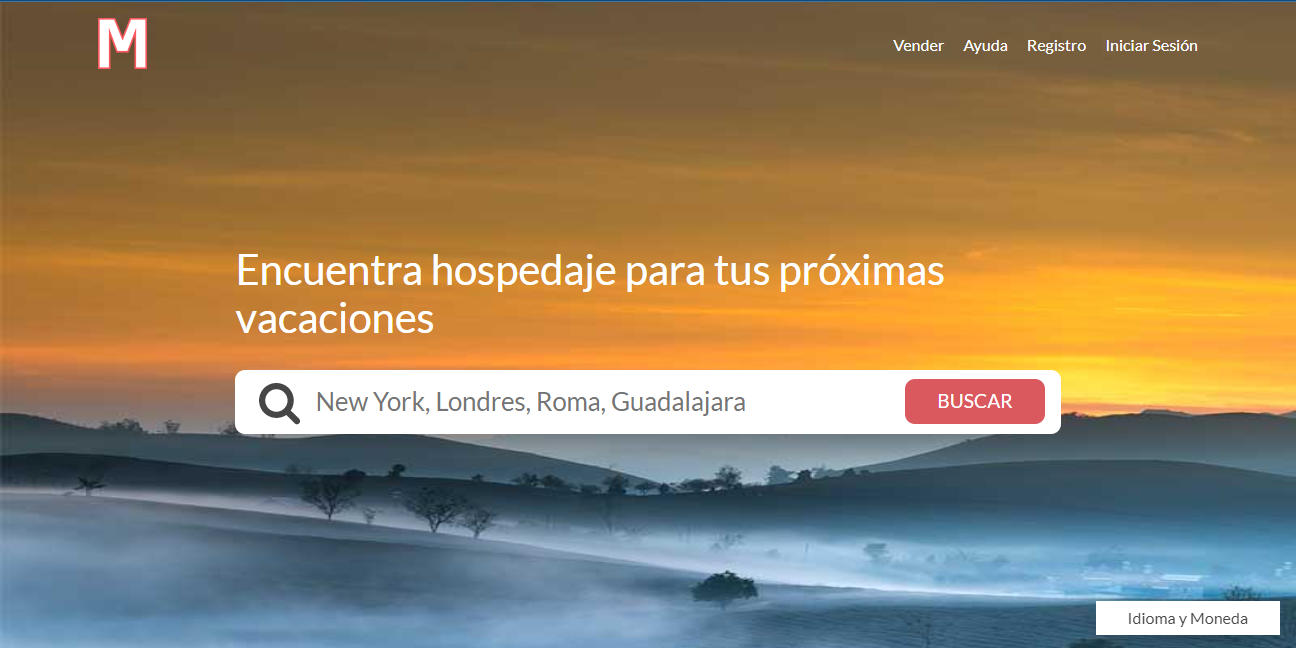 M
Vender Ayuda Registro Iniciar Sesión
Encuentra hospedaje para tus próximas
vacaciones
New York, Londres, Roma, Guadalajara
BUSCAR
Idioma y Moneda